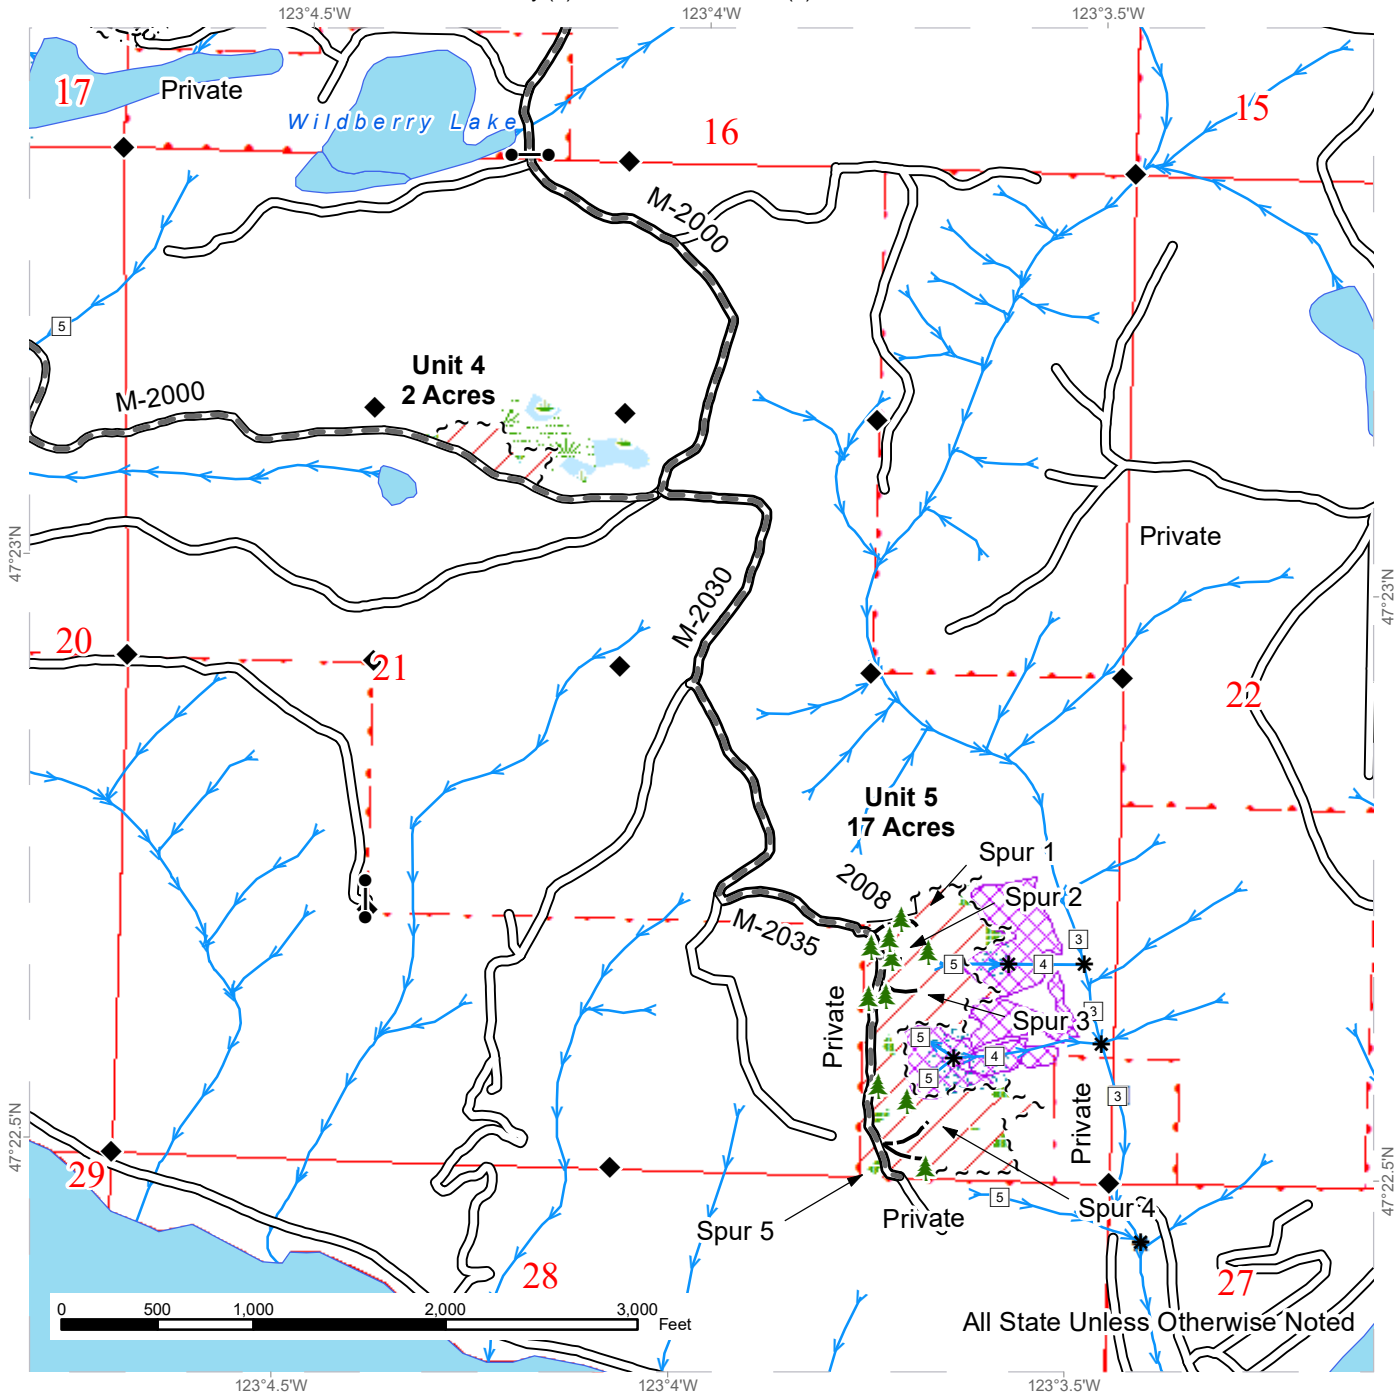 123°4.5'W
123°4'W
123°3.5'W
17
Private
Wildberry Lake
16
15
M-2000
5
Unit 4
2 Acres
M-2000
47°23'N
Private
47°23'N
M-2030
20
21
22
Unit 5
17 Acres
Spur 1
2008
Spur 2
M-2035
3
5
4
Private
Spur 3
3
5
4
5
3
Private
47°22.5'N
47°22.5'N
29
5
Spur 4
Private
Spur 5
28
27
0
500
1,000
2,000
3,000
Feet
All State Unless Otherwise Noted
123°4.5'W
123°4'W
123°3.5'W